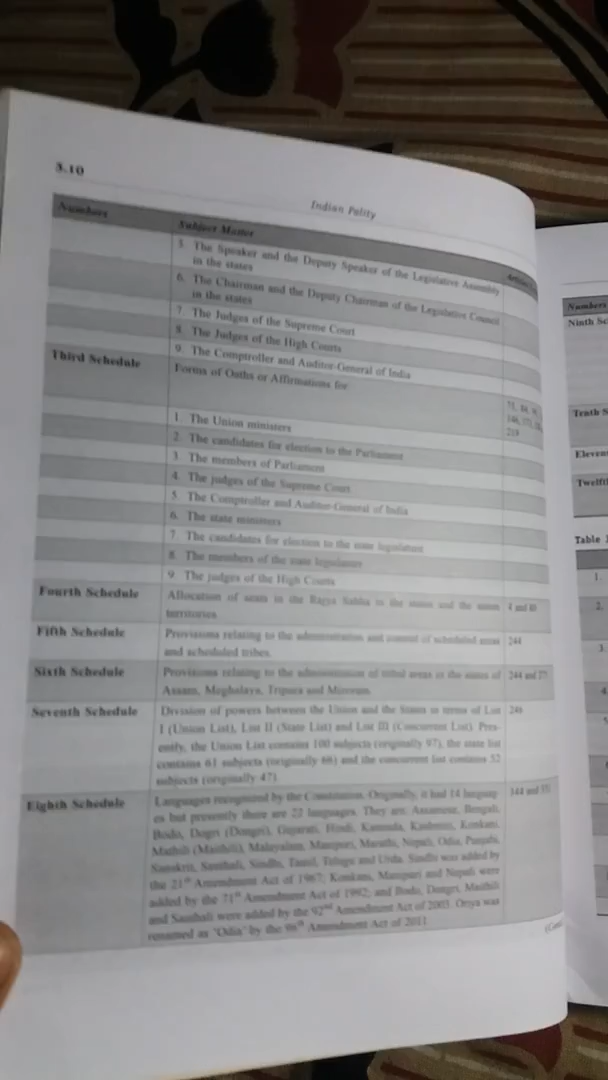 3.10
Indian Polity
Numbers Subject Matter
5. The Speaker and the Deputy Speaker of the Legislative Assembly
in the states
6. The Chairman and the Deputy Chairman of the Legislative Council
in the states
7. The Judges of the Supreme Court
8. The Judges of the High Courts
9. The Comptroller and Auditor-General of India
Third Schedule Forms of Oaths or Affirmations for
219
1. The Union ministers
2. The candidates for election to the Parliament
3. The members of Parliament
4. The judges of the Supreme Court
5. The Comptroller and Auditor-General of India
6. The state ministers
7. The candidates for election to the state legislature
8. The members of the state legislature
9. The judges of the High Courts
Fourth Schedule Allocation of seats in the Rajya Sabha to the states and the union 4 and 80
territories.
Fifth Schedule Provisions relating to the administration and control of scheduled areas 244
and scheduled tribes.
Sixth Schedule Provisions relating to the administration of tribal areas in the states of 244 and
Assam, Meghalaya, Tripura and Mizoram.
Seventh Schedule Division of powers between the Union and the States in terms of List 246
I (Union List), List II (State List) and List III (Concurrent List). Pres-
ently, the Union List contains 100 subjects (originally 97), the state list
contains 61 subjects (originally 66) and the concurrent list contains 52
subjects (originally 47).
Eighth Schedule Languages recognized by the Constitution. Originally, it had 14 languag- 344 and
es but presently there are 22 languages. They are: Assamese, Bengali,
Bodo, Dogri (Dongri), Gujarati, Hindi, Kannada, Kashmiri, Konkani,
Mathili (Maithili), Malayalam, Manipuri, Marathi, Nepali, Odia, Punjabi,
Sanskrit, Santhali, Sindhi, Tamil, Telugu and Urdu. Sindhi was added by
the 21st Amendment Act of 1967; Konkani, Manipuri and Nepali were
added by the 71st Amendment Act of 1992; and Bodo, Dongri, Maithili
and Santhali were added by the 92nd Amendment Act of 2003. Oriya was
renamed as 'Odia' by the 96th Amendment Act of 2011.
Numbers
Ninth Sc
Tenth S
Eleven
Twelft
Table
1.
2.
3.
4.